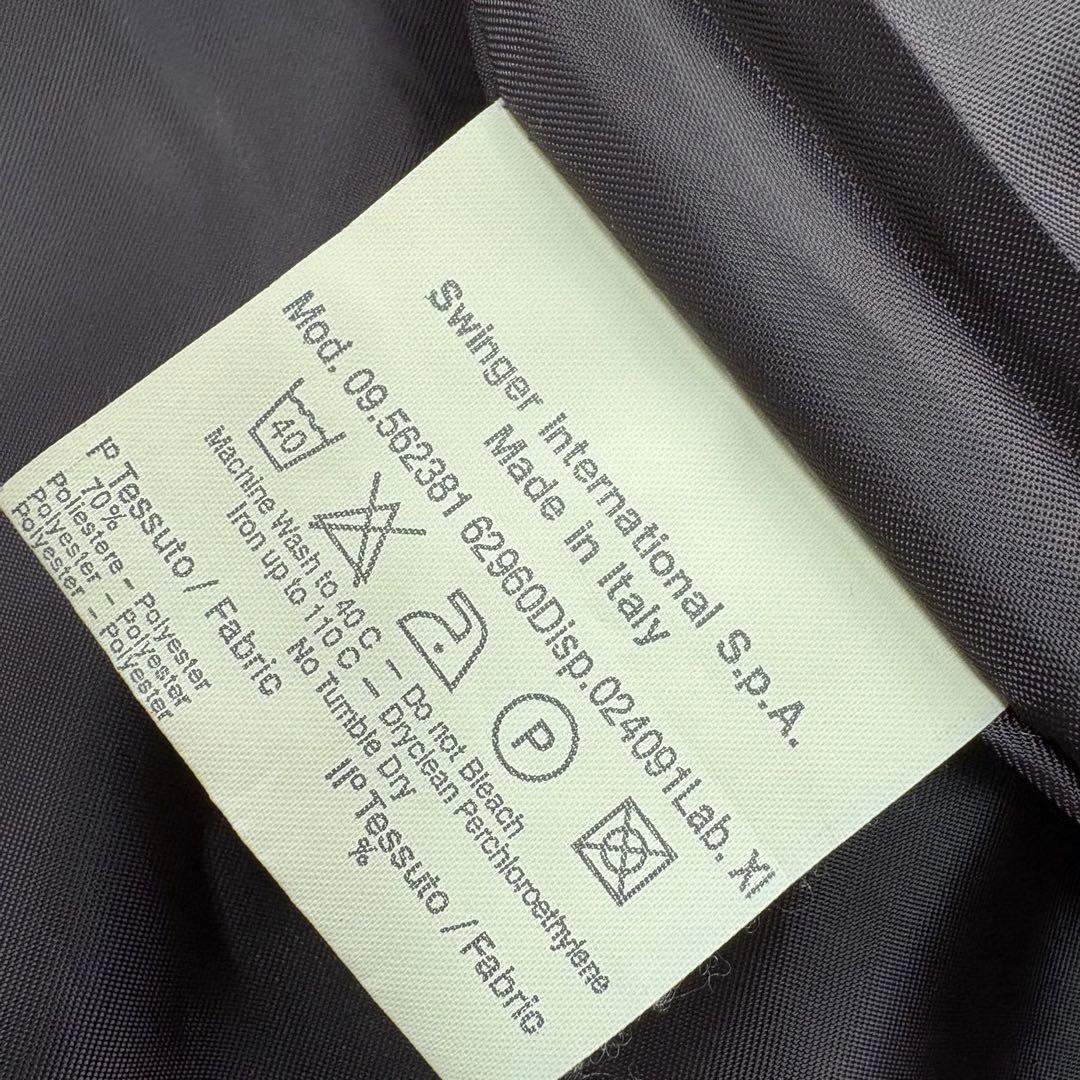 Swinger International S.p.A.
Made in Italy
Mod. 09.562381 62960Disp.024091Lab. XI
40
P
Machine Wash to 40 C – Do not Bleach
Iron up to 110 C – Dryclean Perchloroethylene
No Tumble Dry
I° Tessuto / Fabric
II° Tessuto / Fabric
70%
%
Poliestere – Polyester
Polyester – Polyester
Polyester – Polyester